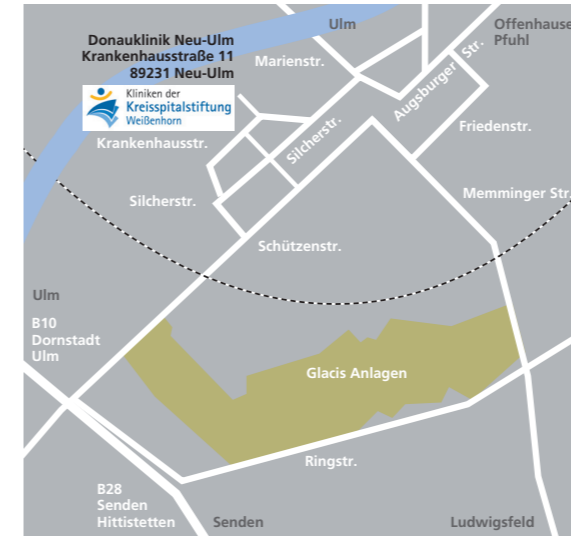 Donauklinik Neu-Ulm
Krankenhausstraße 11
89231 Neu-Ulm
Kliniken der
Kreisspitalstiftung
Weißenhorn
Ulm
Offenhause
Pfuhl
Marienstr.
Augsburger Str.
Silcherstr.
Friedenstr.
Krankenhausstr.
Silcherstr.
Memminger Str.
Schützenstr.
Ulm
B10
Dornstadt
Ulm
Glacis Anlagen
Ringstr.
B28
Senden
Hittistetten
Senden
Ludwigsfeld